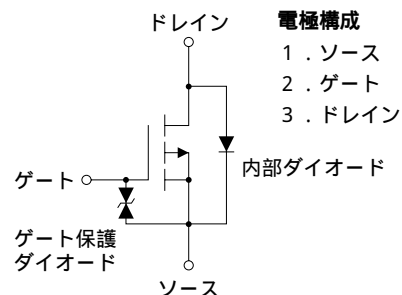 ドレイン
電極構成
1．ソース
2．ゲート
3．ドレイン
内部ダイオード
ゲート
ゲート保護
ダイオード
ソース